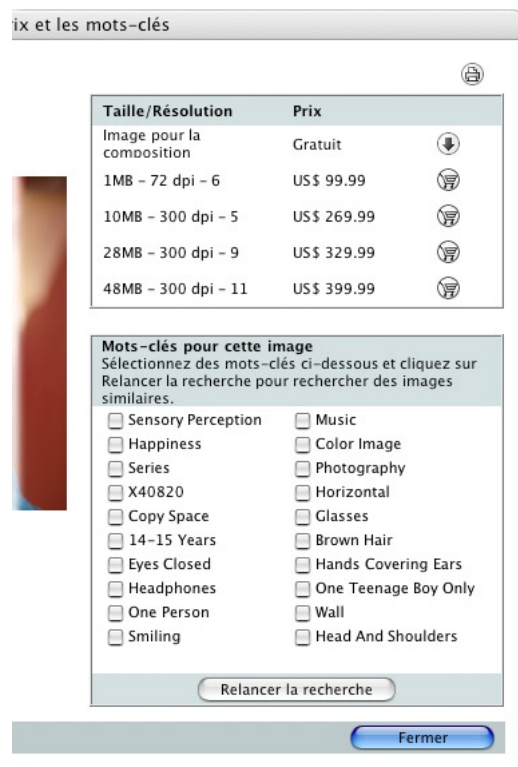 ix et les mots-clés
Taille/Résolution Prix
Image pour la
composition Gratuit
1MB - 72 dpi - 6 US$ 99.99
10MB - 300 dpi - 5 US$ 269.99
28MB - 300 dpi - 9 US$ 329.99
48MB - 300 dpi - 11 US$ 399.99
Mots-clés pour cette image
Sélectionnez des mots-clés ci-dessous et cliquez sur
Relancer la recherche pour rechercher des images
similaires.
Sensory Perception Music
Happiness Color Image
Series Photography
X40820 Horizontal
Copy Space Glasses
14-15 Years Brown Hair
Eyes Closed Hands Covering Ears
Headphones One Teenage Boy Only
One Person Wall
Smiling Head And Shoulders
Relancer la recherche
Fermer